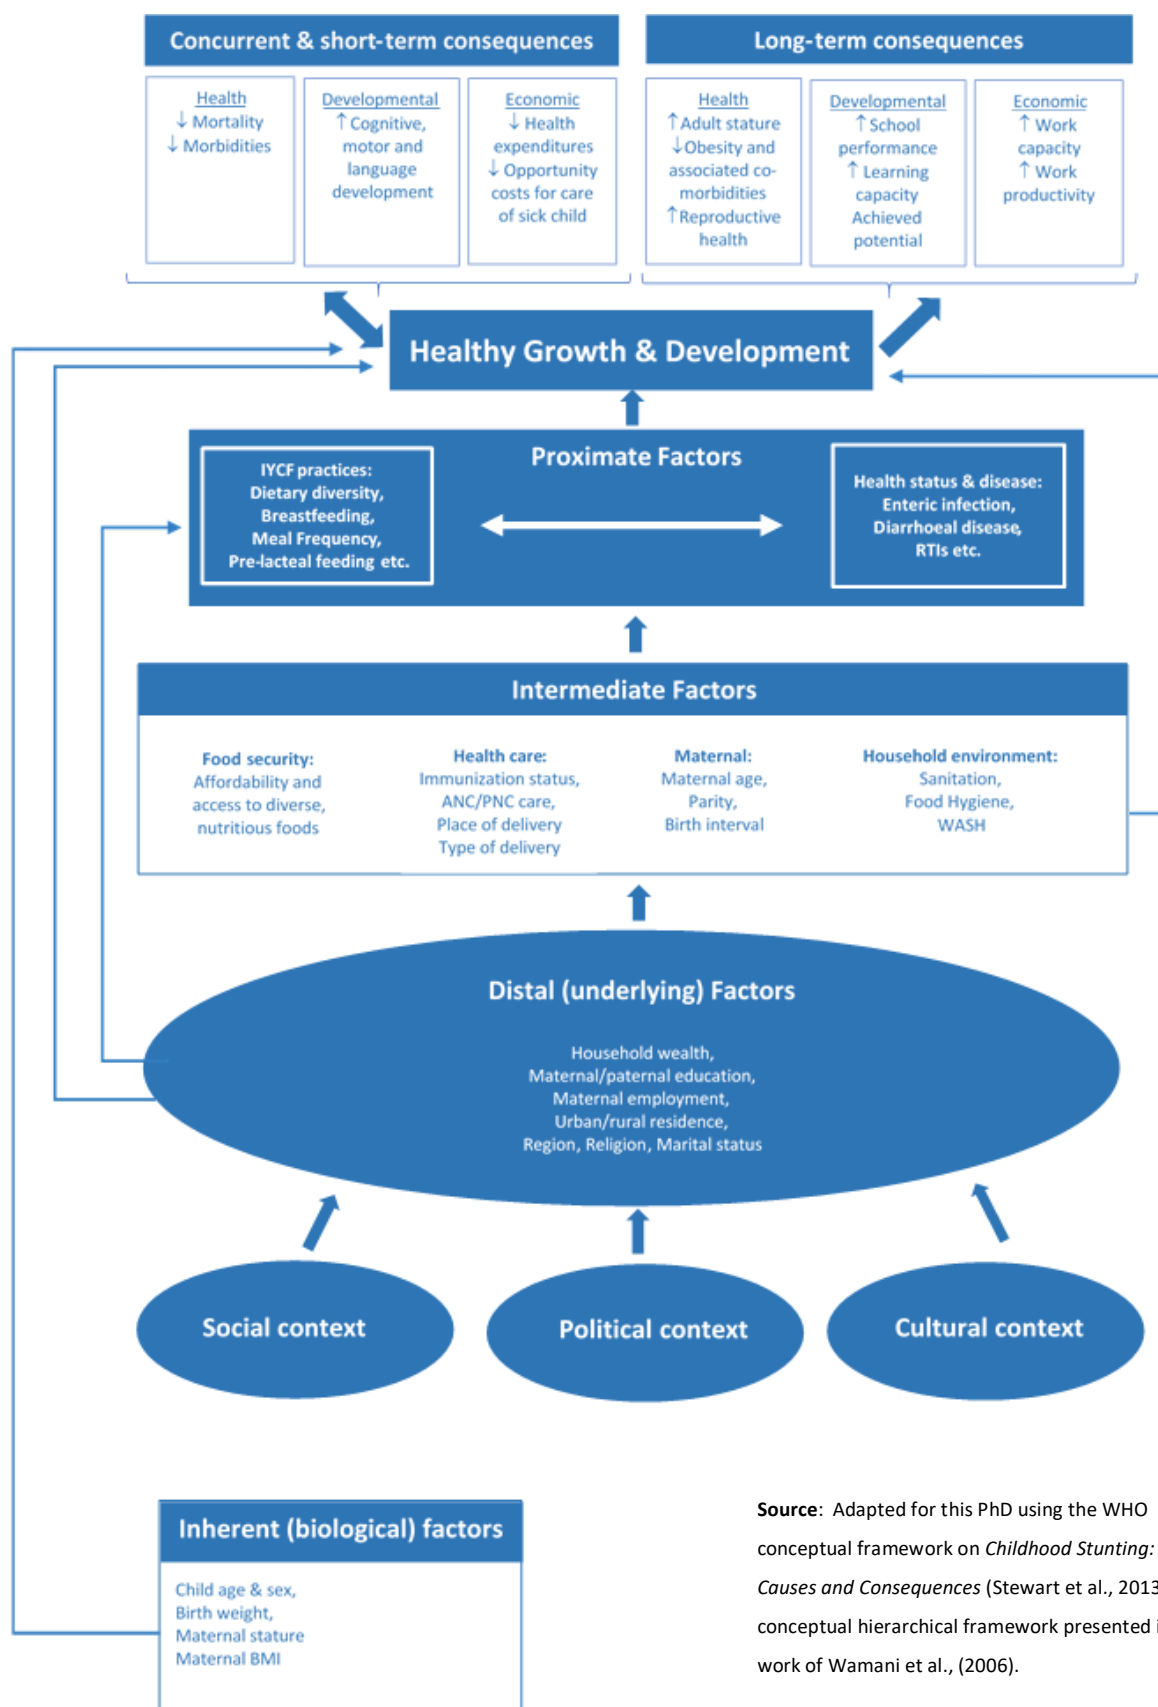 Concurrent & short-term consequences
Health
↓ Mortality
↓ Morbidities
Developmental
↑ Cognitive,
motor and
language
development
Economic
↓ Health
expenditures
↓ Opportunity
costs for care
of sick child
Long-term consequences
Health
↑Adult stature
↓Obesity and
associated co-
morbidities
↑Reproductive
health
Developmental
↑ School
performance
↑ Learning
capacity
Achieved
potential
Economic
↑ Work
capacity
↑ Work
productivity
Healthy Growth & Development
Proximate Factors
IYCF practices:
Dietary diversity,
Breastfeeding,
Meal Frequency,
Pre-lacteal feeding etc.
Health status & disease:
Enteric infection,
Diarrhoeal disease,
RTIs etc.
Intermediate Factors
Food security:
Affordability and
access to diverse,
nutritious foods
Health care:
Immunization status,
ANC/PNC care,
Place of delivery
Type of delivery
Maternal:
Maternal age,
Parity,
Birth interval
Household environment:
Sanitation,
Food Hygiene,
WASH
Distal (underlying) Factors
Household wealth,
Maternal/paternal education,
Maternal employment,
Urban/rural residence,
Region, Religion, Marital status
Social context
Political context
Cultural context
Inherent (biological) factors
Child age & sex,
Birth weight,
Maternal stature
Maternal BMI
Source: Adapted for this PhD using the WHO
conceptual framework on Childhood Stunting:
Causes and Consequences (Stewart et al., 2013
conceptual hierarchical framework presented
work of Wamani et al., (2006).